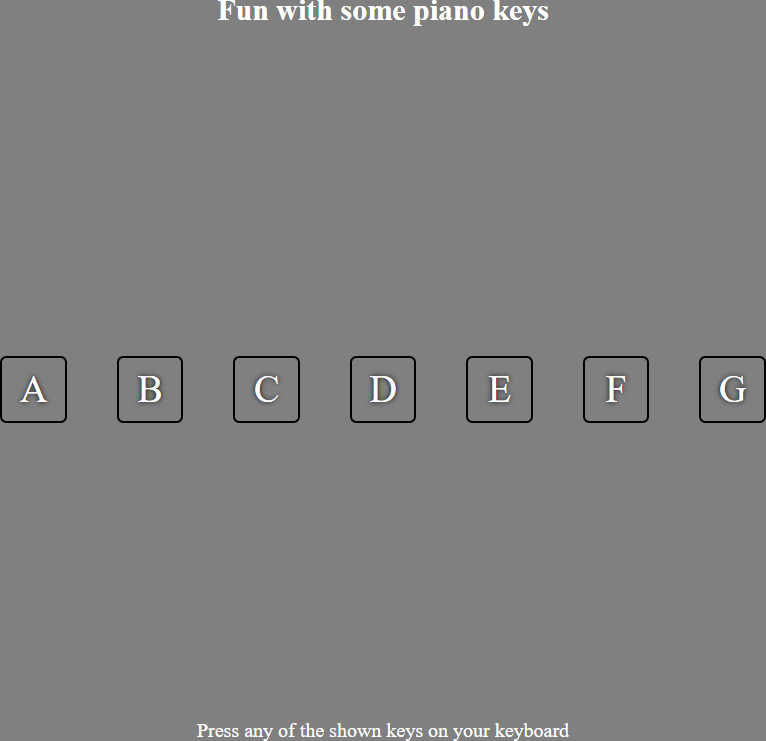 Fun with some piano keys
A B C D E F G
Press any of the shown keys on your keyboard